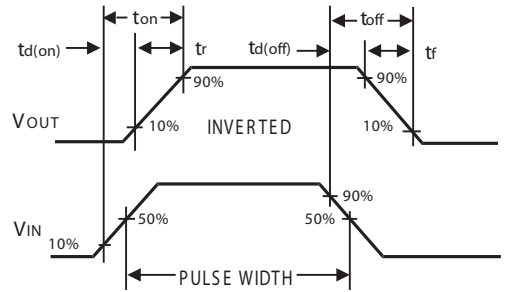 ton toff
td(on) tr td(off) tf
90% 90%
VOUT 10% INVERTED 10%
90%
VIN 50% 50%
10%
PULSE WIDTH